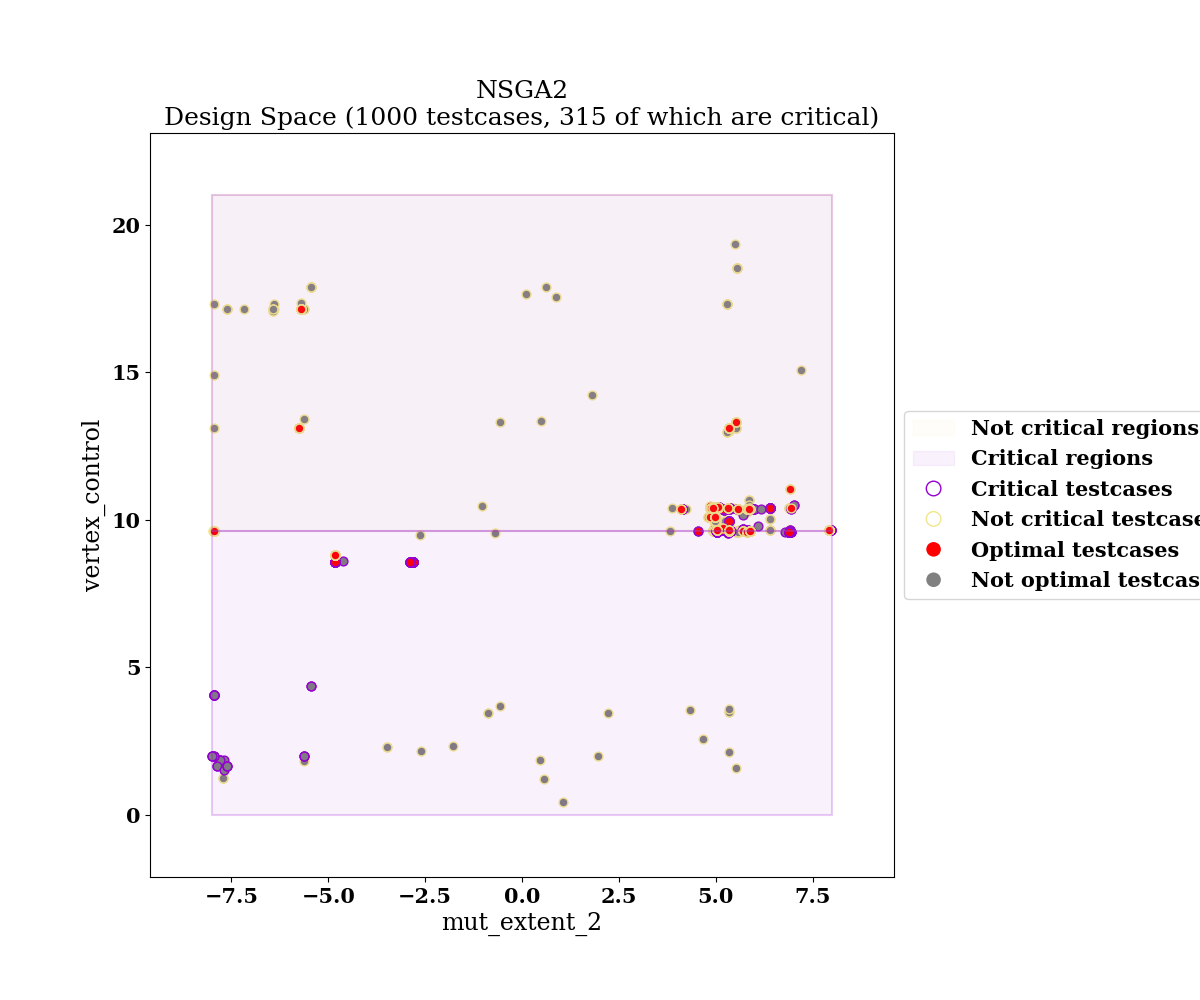 NSGA2
Design Space (1000 testcases, 315 of which are critical)
20
15
10
5
0
vertex_control
−7.5 −5.0 −2.5 0.0 2.5 5.0 7.5
mut_extent_2
Not critical regions
Critical regions
Critical testcases
Not critical testcase
Optimal testcases
Not optimal testcas